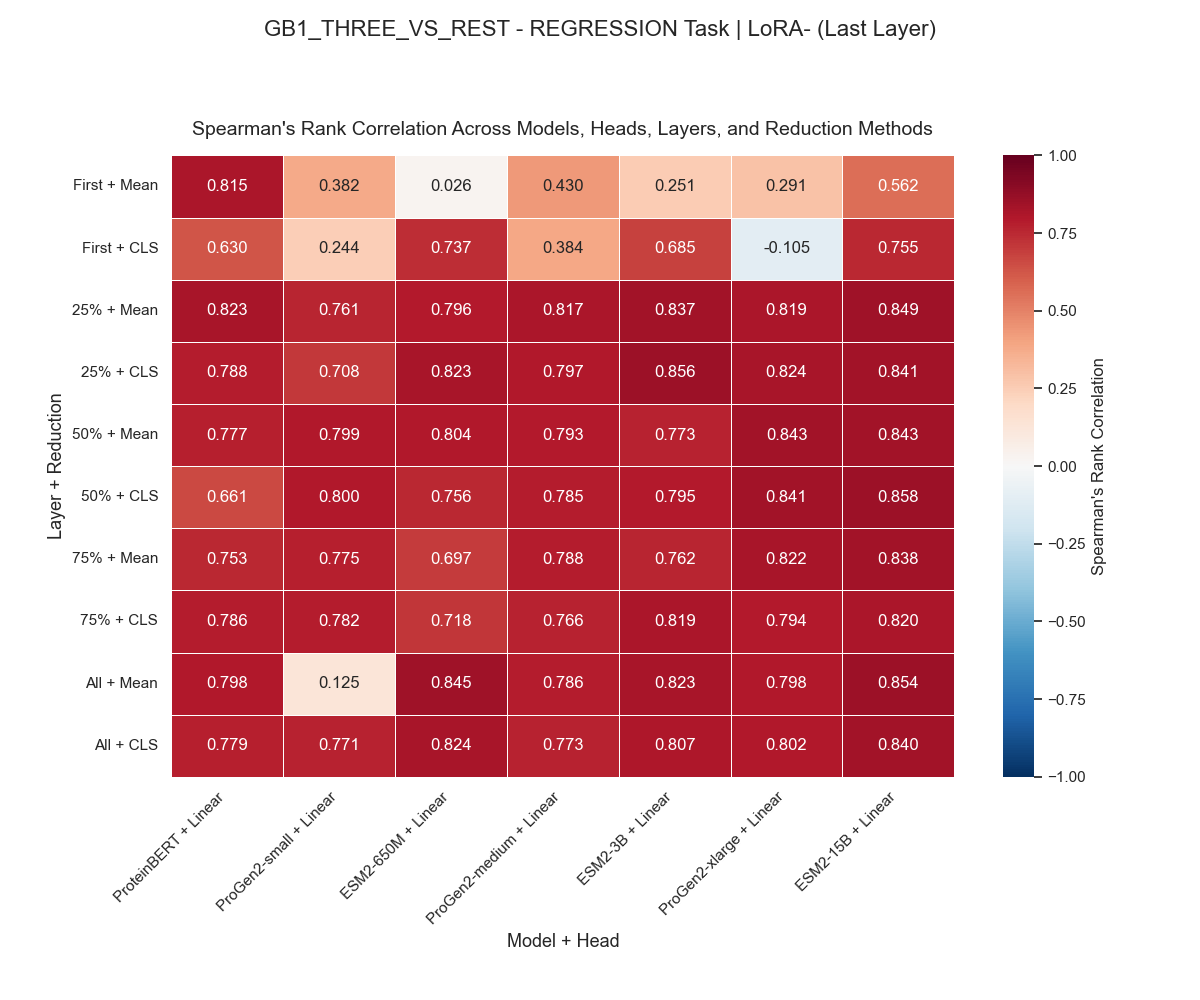 GB1_THREE_VS_REST - REGRESSION Task | LoRA- (Last Layer)
Spearman's Rank Correlation Across Models, Heads, Layers, and Reduction Methods
Layer + Reduction
First + Mean 0.815 0.382 0.026 0.430 0.251 0.291 0.562
First + CLS 0.630 0.244 0.737 0.384 0.685 -0.105 0.755
25% + Mean 0.823 0.761 0.796 0.817 0.837 0.819 0.849
25% + CLS 0.788 0.708 0.823 0.797 0.856 0.824 0.841
50% + Mean 0.777 0.799 0.804 0.793 0.773 0.843 0.843
50% + CLS 0.661 0.800 0.756 0.785 0.795 0.841 0.858
75% + Mean 0.753 0.775 0.697 0.788 0.762 0.822 0.838
75% + CLS 0.786 0.782 0.718 0.766 0.819 0.794 0.820
All + Mean 0.798 0.125 0.845 0.786 0.823 0.798 0.854
All + CLS 0.779 0.771 0.824 0.773 0.807 0.802 0.840
ProteinBERT + Linear
ProGen2-small + Linear
ESM2-650M + Linear
ProGen2-medium + Linear
ESM2-3B + Linear
ProGen2-xlarge + Linear
ESM2-15B + Linear
Model + Head
1.00
0.75
0.50
0.25
0.00
−0.25
−0.50
−0.75
−1.00
Spearman's Rank Correlation